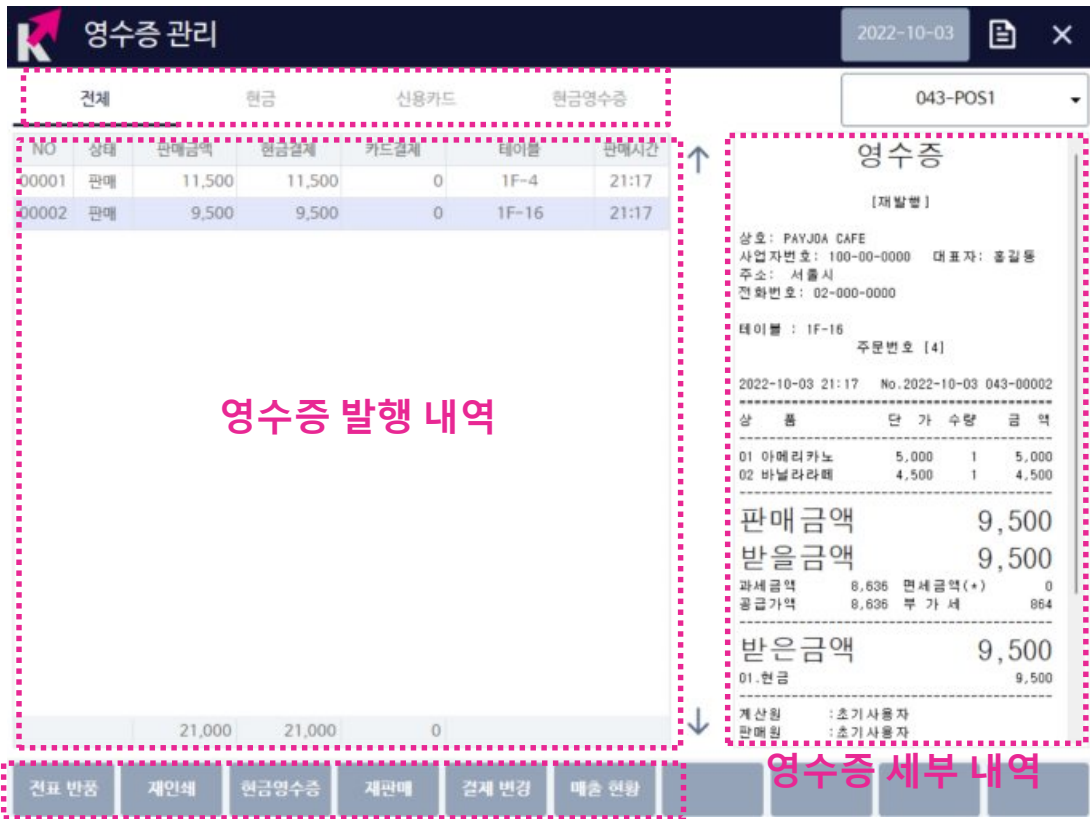 영수증 관리
2022-10-03
전체 현금 신용카드 현금영수증
043-POS1
NO 상태 판매금액 현금결제 카드결제 테이블 판매시간
00001 판매 11,500 11,500 0 1F-4 21:17
00002 판매 9,500 9,500 0 1F-16 21:17
영수증 발행 내역
21,000 21,000 0
영수증
[재발행]
상호: PAYJOA CAFE
사업자번호: 100-00-0000 대표자: 홍길동
주소: 서울시
전화번호: 02-000-0000
테이블 : 1F-16
주문번호 [4]
2022-10-03 21:17 No.2022-10-03 043-00002
상 품 단 가 수량 금 액
01 아메리카노 5,000 1 5,000
02 바닐라라떼 4,500 1 4,500
판매금액 9,500
받을금액 9,500
과세금액 8,636 면세금액(*) 0
공급가액 8,636 부 가 세 864
받은금액 9,500
01.현금 9,500
계산원 :초기사용자
판매원 :초기사용자
영수증 세부 내역
전표 반품 재인쇄 현금영수증 재판매 결제 변경 매출 현황